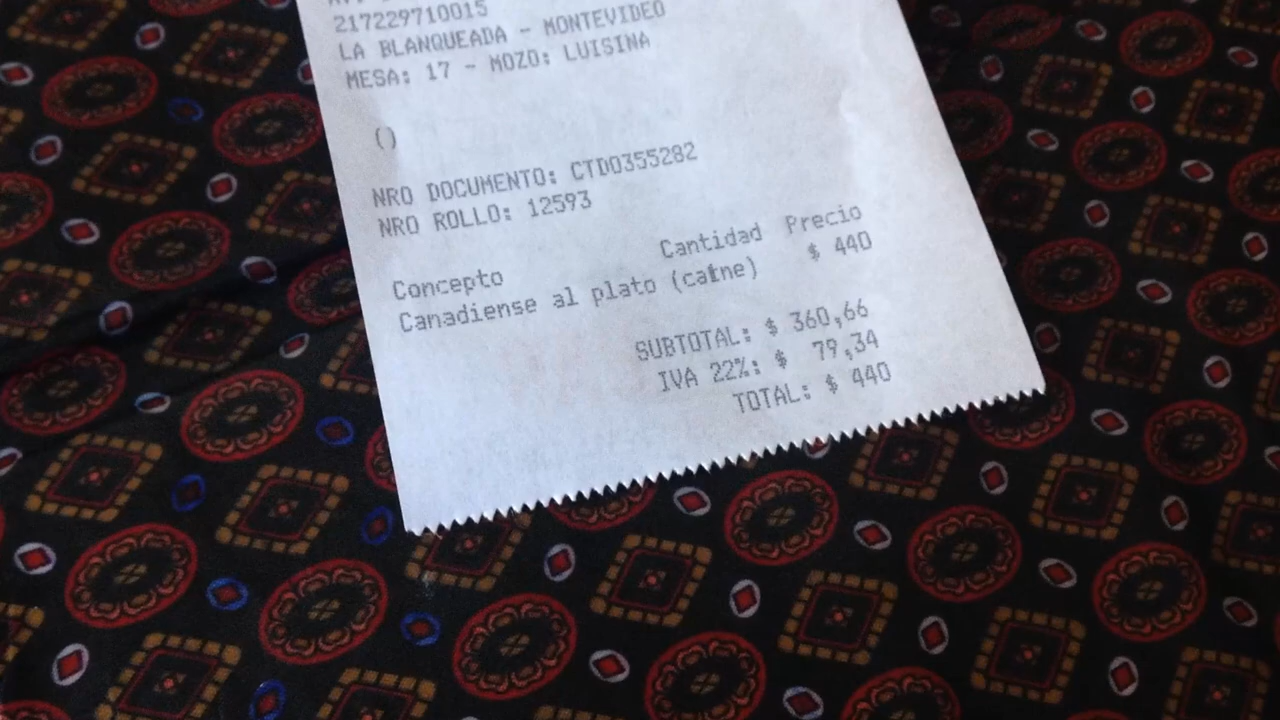 217229710015
LA BLANQUEADA - MONTEVIDEO
MESA: 17 - MOZO: LUISINA
()
NRO DOCUMENTO: CTD0355282
NRO ROLLO: 12593
Concepto Cantidad Precio
Canadiense al plato (carne) $ 440
SUBTOTAL: $ 360,66
IVA 22%: $ 79,34
TOTAL: $ 440